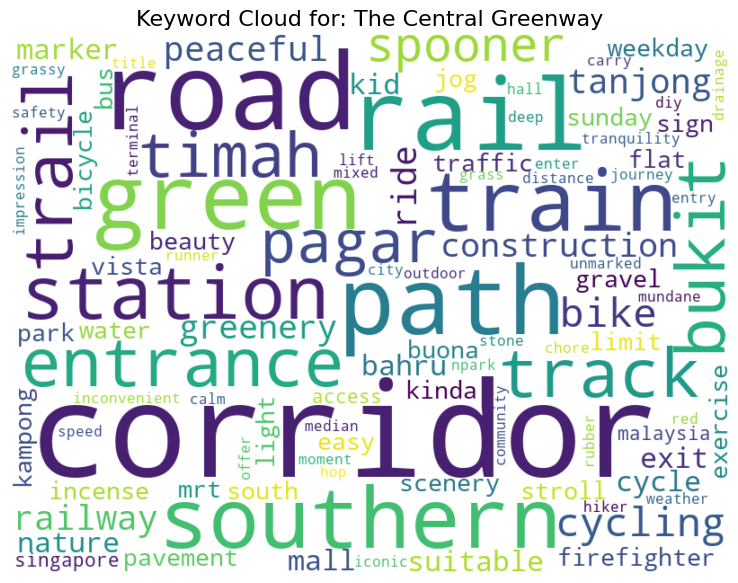 Keyword Cloud for: The Central Greenway
marker
peaceful
spooner
weekday
grassy
title
road
rail
kid
jog
hall
tanjong
carry
drainage
safety
bus
terminal
deep
sunday
diy
sign
tranquility
trail
bicycle
timah
lift
mixed
ride
traffic
enter
flat
impression
green
grass
distance
journey
train
entry
bukit
beauty
pagar
construction
vista
runner
city
outdoor
unmarked
gravel
mundane
station
path
bike
park
water
greenery
buona
stone
chore
limit
entrance
bahru
npark
track
kampong
inconvenient
calm
access
kinda
exercise
speed
corridor
light
median
easy
community
rubber
red
malaysia
offer
moment
hop
exit
incense
mrt
south
scenery
stroll
cycle
weather
railway
southern
hiker
cycling
nature
singapore
pavement
mall
iconic
suitable
firefighter